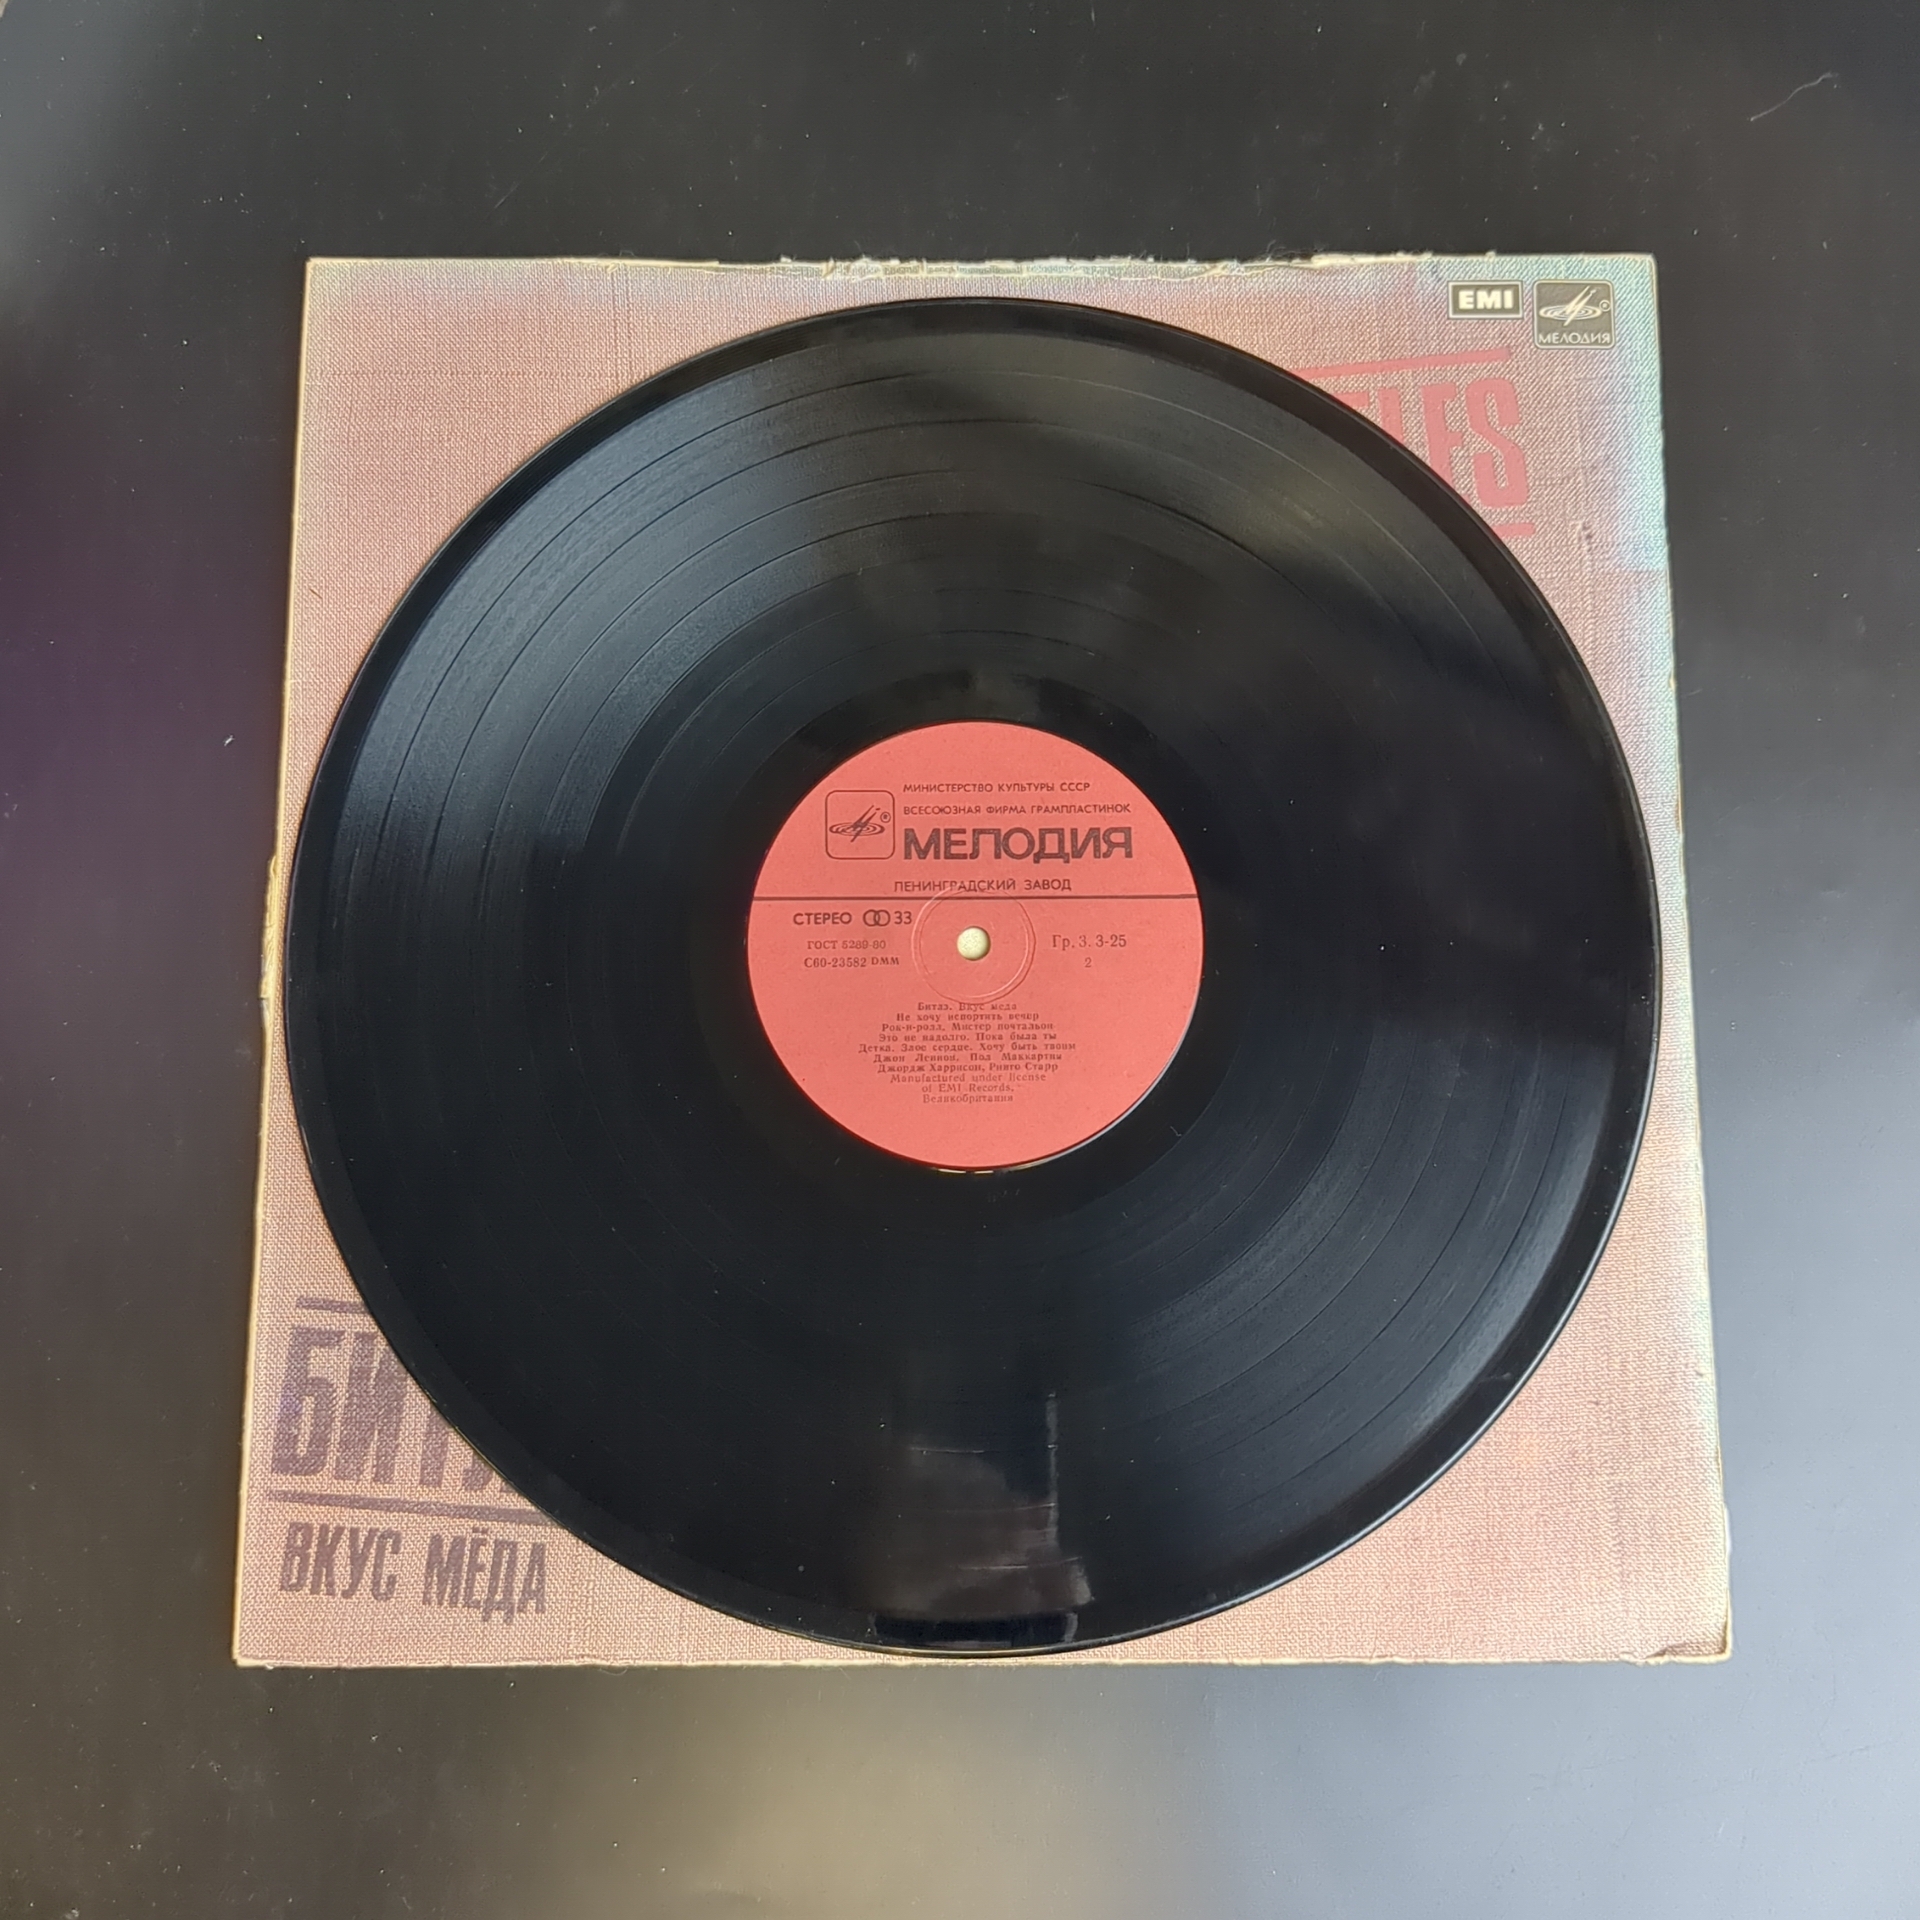 EMI
МЕЛОДИЯ
TLES
МИНИСТЕРСТВО КУЛЬТУРЫ СССР
ВСЕСОЮЗНАЯ ФИРМА ГРАМПЛАСТИНОК
МЕЛОДИЯ
ЛЕНИНГРАДСКИЙ ЗАВОД
СТЕРЕО 33
ГОСТ 5289-80
С60-23582 DMM
Гр. 3. 3-25
2
Битлз. Вкус меда
Не хочу испортить вечер
Рок-н-ролл. Мистер почтальон
Это не надолго. Пока была ты
Детка. Злое сердце. Хочу быть твоим
Джон Леннон, Пол Маккартни
Джордж Харрисон, Ринго Старр
Manufactured under license
of EMI Records,
Великобритания
БИТЛ
ВКУС МЁДА